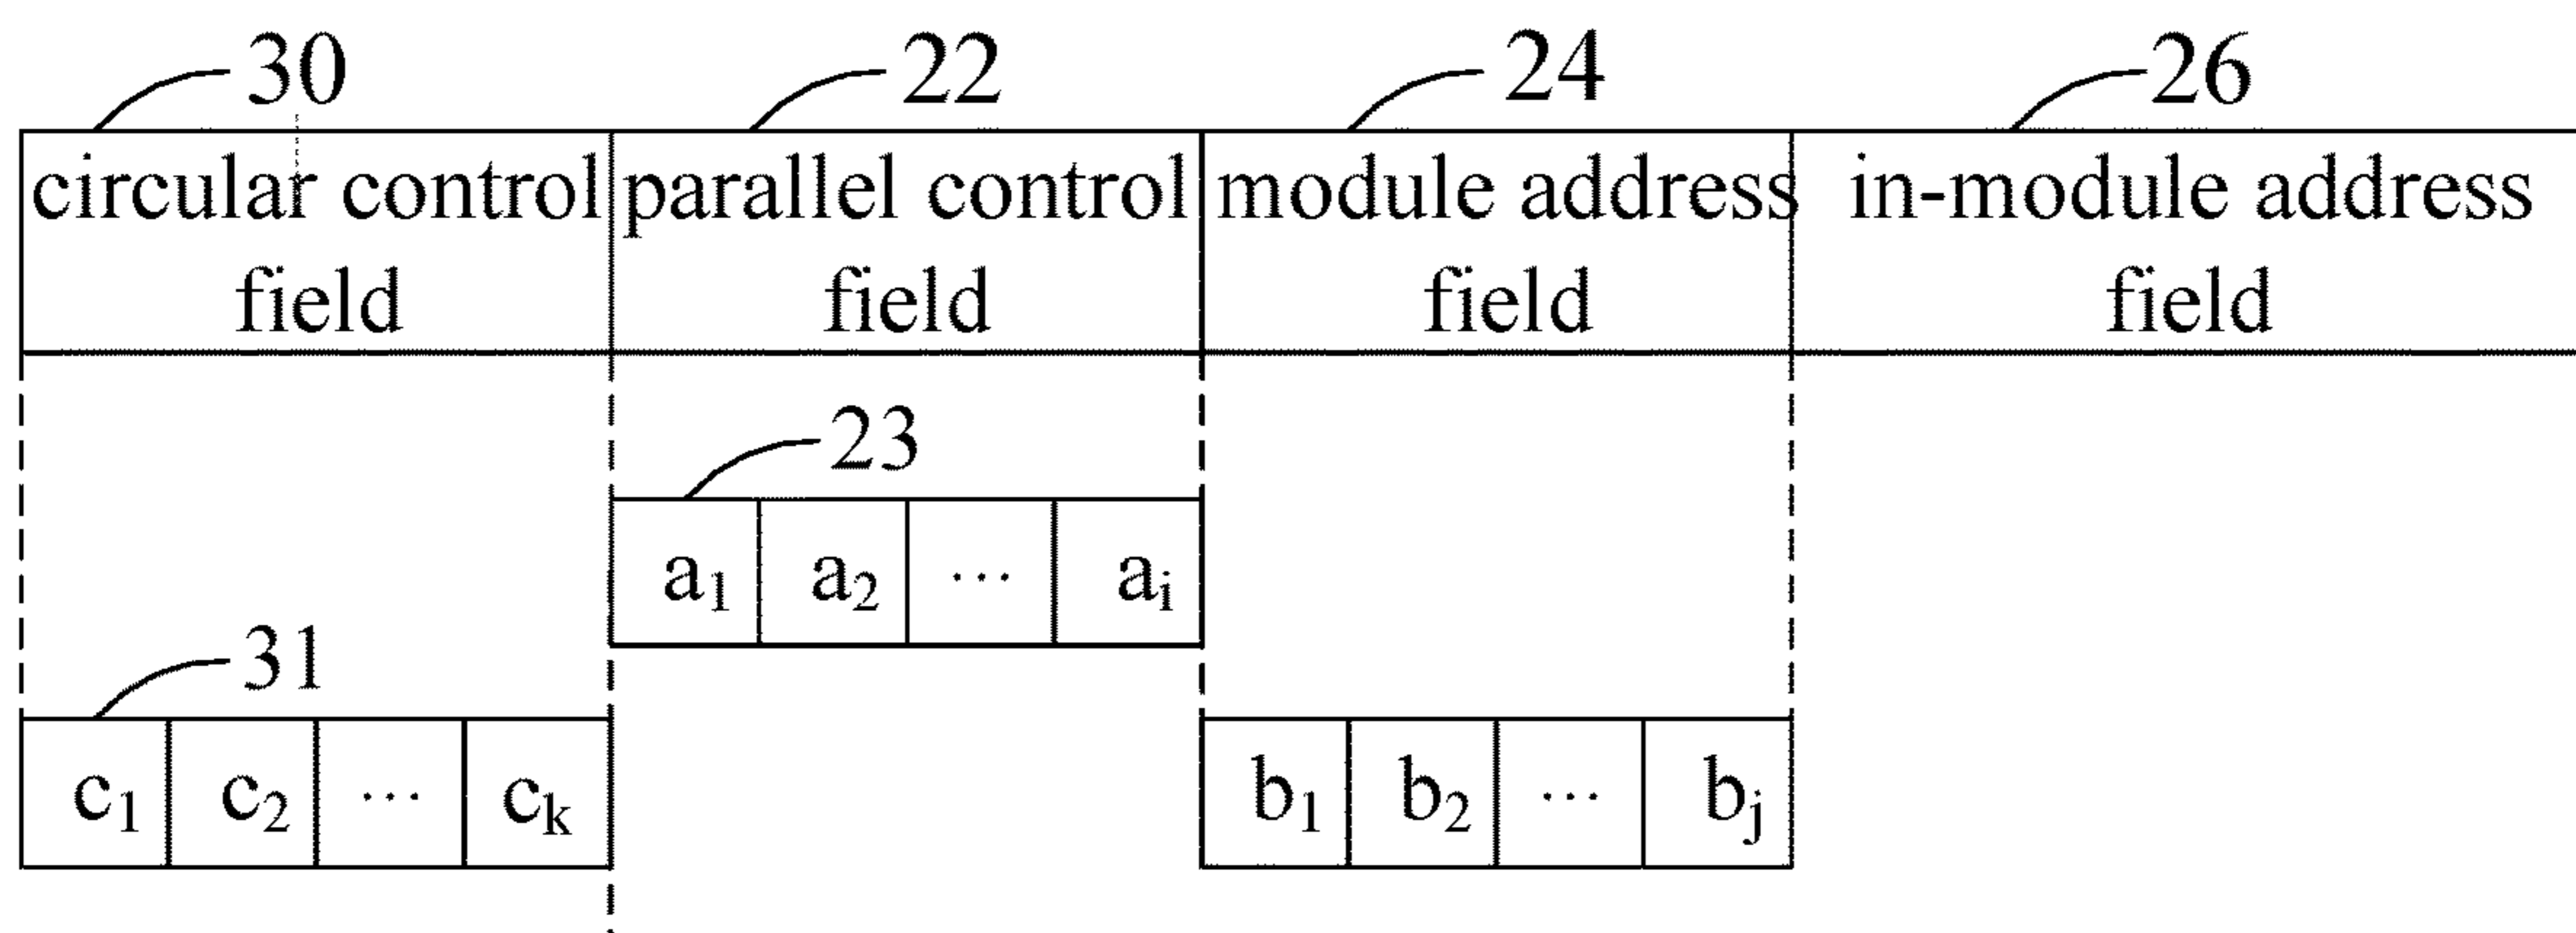 30 22 24 26
circular control parallel control module address in-module address
field field field field
23
a1 a2 ... ai
31
c1 c2 ... ck b1 b2 ... bj